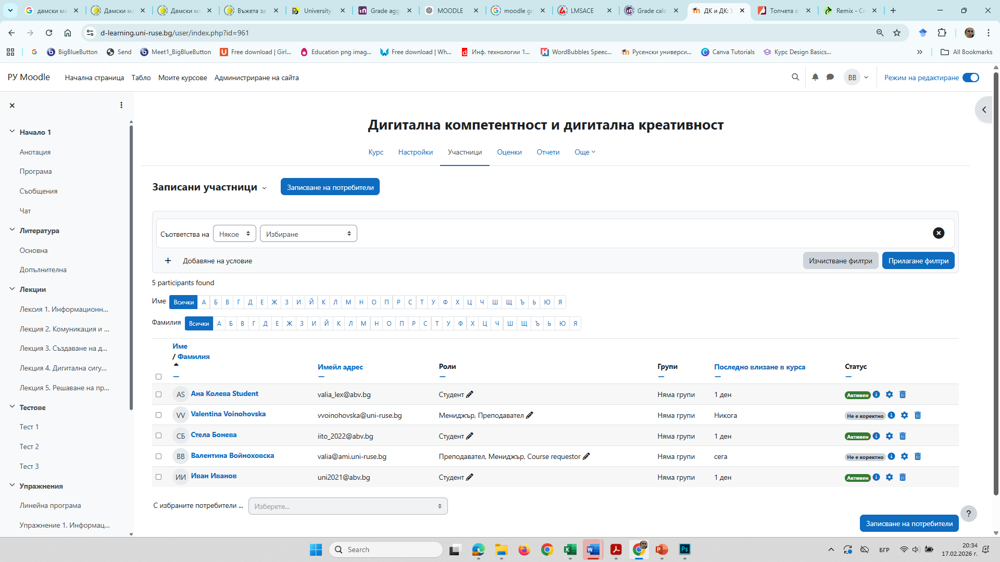 дамски ма
Дамски ма
Дамски ма
Въжета за
University
Grade agg
MOODLE
moodle gr
LMSACE
Grade calc
ДК и ДК: У
Топчета о
Remix - Cr
d-learning.uni-ruse.bg/user/index.php?id=961
BigBlueButton
Send
Meet1_BigBlueButton
Free download | Girl...
Education png imag...
Free download | Wh...
Инф. технологии 1...
WordBubbles Speec...
Русенски универси...
Canva Tutorials
Курс Design Basics...
All Bookmarks
РУ Moodle
Начална страница
Табло
Моите курсове
Администриране на сайта
ВВ
Режим на редактиране
Начало 1
Анотация
Програма
Съобщения
Чат
Литература
Основна
Допълнителна
Лекции
Лексия 1. Информационн...
Лекция 2. Комуникация и ...
Лекция 3. Създаване на д...
Лекция 4. Дигитална сигу...
Лекция 5. Решаване на пр...
Тестове
Тест 1
Тест 2
Тест 3
Упражнения
Линейна програма
Упражнение 1. Информац...
Дигитална компетентност и дигитална креативност
Курс
Настройки
Участници
Оценки
Отчети
Още
Записани участници
Записване на потребители
Съответства на
Някое
Избиране
Добавяне на условие
Изчистване филтри
Прилагане филтри
5 participants found
Име Всички А Б В Г Д Е Ж З И Й К Л М Н О П Р С Т У Ф Х Ц Ч Ш Щ Ъ Ь Ю Я
Фамилия Всички А Б В Г Д Е Ж З И Й К Л М Н О П Р С Т У Ф Х Ц Ч Ш Щ Ъ Ь Ю Я
Име
/ Фамилия
Имейл адрес
Роли
Групи
Последно влизане в курса
Статус
AS Ана Колева Student valia_lex@abv.bg Студент Няма групи 1 ден Активен
VV Valentina Voinohovska vvoinohovska@uni-ruse.bg Мениджър, Преподавател Няма групи Никога Не е коректно
СБ Стела Бонева iito_2022@abv.bg Студент Няма групи 1 ден Активен
ВВ Валентина Войноховска valia@ami.uni-ruse.bg Преподавател, Мениджър, Course requestor Няма групи сега Не е коректно
ИИ Иван Иванов uni2021@abv.bg Студент Няма групи 1 ден Активен
С избраните потребители ...
Изберете...
Записване на потребители
?
Search
БГР
20:34
17.02.2026 г.